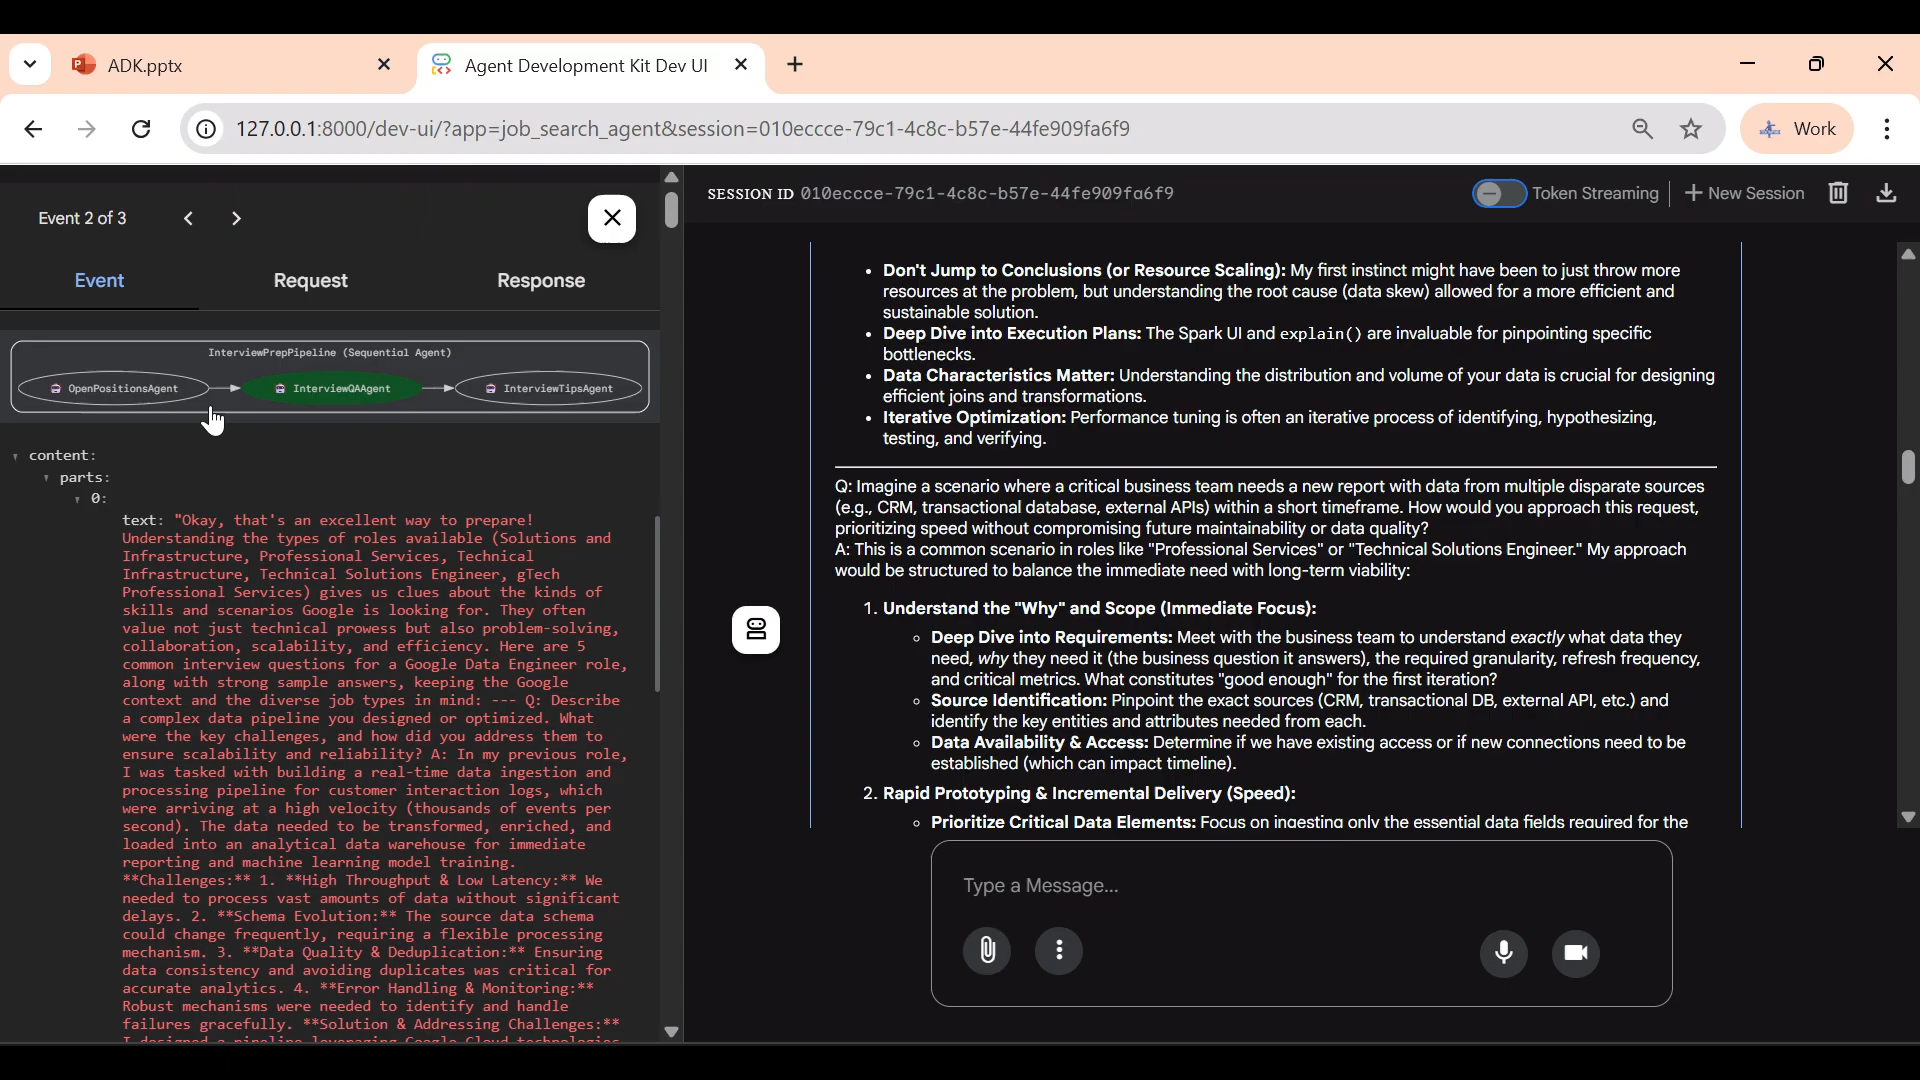 ADK.pptx
Agent Development Kit Dev UI
127.0.0.1:8000/dev-ui/?app=job_search_agent&session=010eccce-79c1-4c8c-b57e-44fe909fa6f9
Work
Event 2 of 3
Event
Request
Response
InterviewPrepPipeline (Sequential Agent)
OpenPositionsAgent
InterviewQAAgent
InterviewTipsAgent
content:
parts:
0:
text: "Okay, that's an excellent way to prepare!
Understanding the types of roles available (Solutions and
Infrastructure, Professional Services, Technical
Infrastructure, Technical Solutions Engineer, gTech
Professional Services) gives us clues about the kinds of
skills and scenarios Google is looking for. They often
value not just technical prowess but also problem-solving,
collaboration, scalability, and efficiency. Here are 5
common interview questions for a Google Data Engineer role,
along with strong sample answers, keeping the Google
context and the diverse job types in mind: --- Q: Describe
a complex data pipeline you designed or optimized. What
were the key challenges, and how did you address them to
ensure scalability and reliability? A: In my previous role,
I was tasked with building a real-time data ingestion and
processing pipeline for customer interaction logs, which
were arriving at a high velocity (thousands of events per
second). The data needed to be transformed, enriched, and
loaded into an analytical data warehouse for immediate
reporting and machine learning model training.
**Challenges:** 1. **High Throughput & Low Latency:** We
needed to process vast amounts of data without significant
delays. 2. **Schema Evolution:** The source data schema
could change frequently, requiring a flexible processing
mechanism. 3. **Data Quality & Deduplication:** Ensuring
data consistency and avoiding duplicates was critical for
accurate analytics. 4. **Error Handling & Monitoring:**
Robust mechanisms were needed to identify and handle
failures gracefully. **Solution & Addressing Challenges:**
I designed a pipeline leveraging Google Cloud technologies
SESSION ID 010eccce-79c1-4c8c-b57e-44fe909fa6f9
Token Streaming
New Session
• Don't Jump to Conclusions (or Resource Scaling): My first instinct might have been to just throw more
resources at the problem, but understanding the root cause (data skew) allowed for a more efficient and
sustainable solution.
• Deep Dive into Execution Plans: The Spark UI and explain() are invaluable for pinpointing specific
bottlenecks.
• Data Characteristics Matter: Understanding the distribution and volume of your data is crucial for designing
efficient joins and transformations.
• Iterative Optimization: Performance tuning is often an iterative process of identifying, hypothesizing,
testing, and verifying.
Q: Imagine a scenario where a critical business team needs a new report with data from multiple disparate sources
(e.g., CRM, transactional database, external APIs) within a short timeframe. How would you approach this request,
prioritizing speed without compromising future maintainability or data quality?
A: This is a common scenario in roles like "Professional Services" or "Technical Solutions Engineer." My approach
would be structured to balance the immediate need with long-term viability:
1. Understand the "Why" and Scope (Immediate Focus):
◦ Deep Dive into Requirements: Meet with the business team to understand exactly what data they
need, why they need it (the business question it answers), the required granularity, refresh frequency,
and critical metrics. What constitutes "good enough" for the first iteration?
◦ Source Identification: Pinpoint the exact sources (CRM, transactional DB, external API, etc.) and
identify the key entities and attributes needed from each.
◦ Data Availability & Access: Determine if we have existing access or if new connections need to be
established (which can impact timeline).
2. Rapid Prototyping & Incremental Delivery (Speed):
◦ Prioritize Critical Data Elements: Focus on ingesting only the essential data fields required for the
Type a Message...